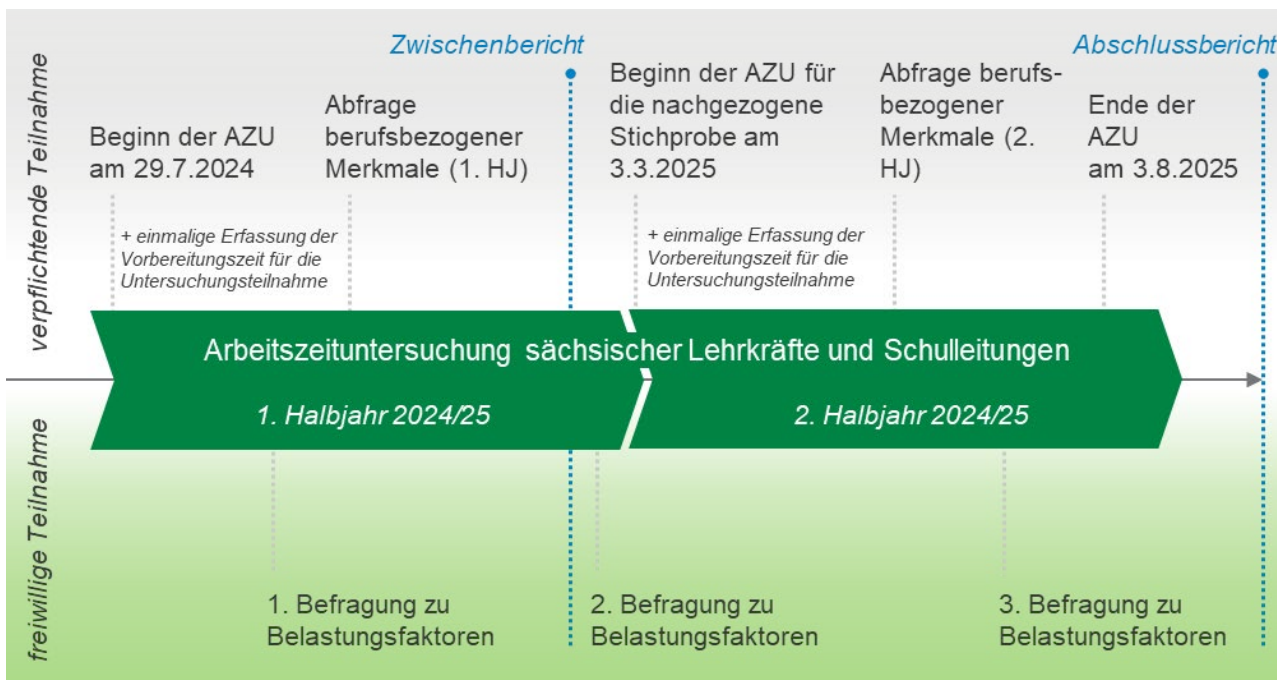 Zwischenbericht
Abschlussbericht
verpflichtende Teilnahme
Beginn der AZU
am 29.7.2024
Abfrage
berufsbezogener
Merkmale (1. HJ)
Beginn der AZU für
die nachgezogene
Stichprobe am
3.3.2025
Abfrage berufs-
bezogener
Merkmale (2.
HJ)
Ende der
AZU
am 3.8.2025
+ einmalige Erfassung der
Vorbereitungszeit für die
Untersuchungsteilnahme
+ einmalige Erfassung der
Vorbereitungszeit für die
Untersuchungsteilnahme
Arbeitszeituntersuchung sächsischer Lehrkräfte und Schulleitungen
1. Halbjahr 2024/25
2. Halbjahr 2024/25
freiwillige Teilnahme
1. Befragung zu
Belastungsfaktoren
2. Befragung zu
Belastungsfaktoren
3. Befragung zu
Belastungsfaktoren